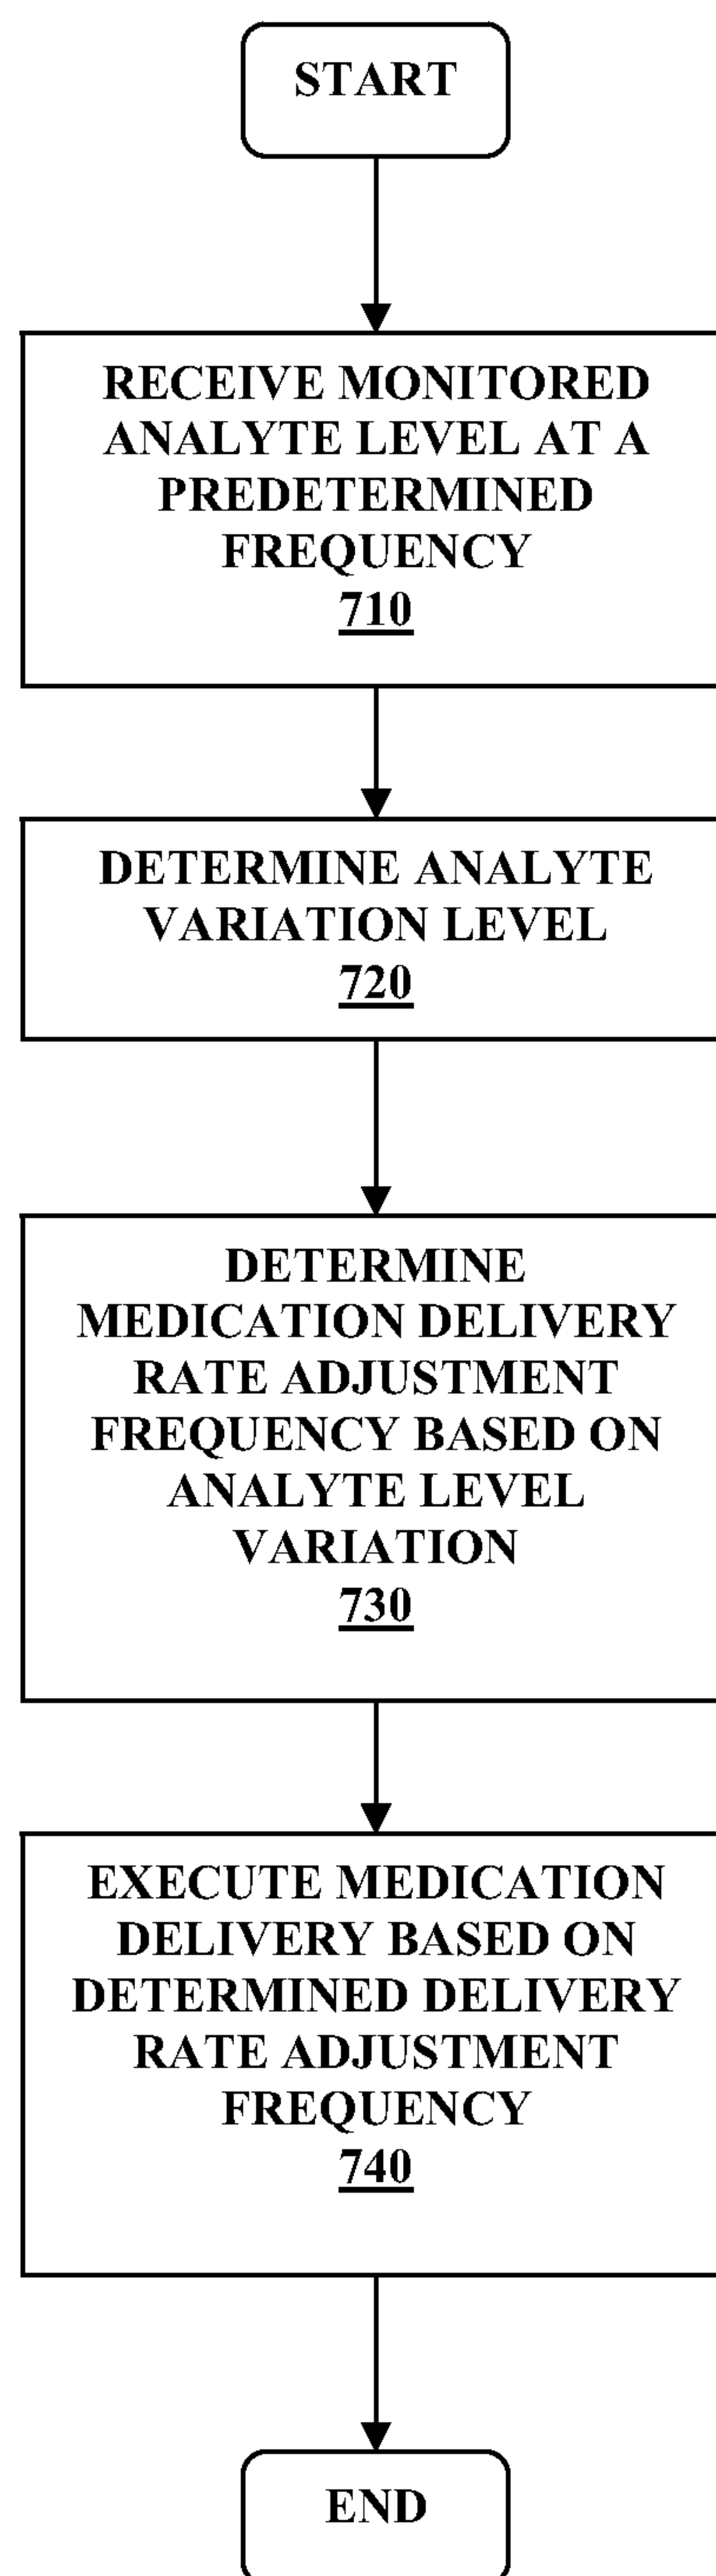 START
RECEIVE MONITORED
ANALYTE LEVEL AT A
PREDETERMINED
FREQUENCY
710
DETERMINE ANALYTE
VARIATION LEVEL
720
DETERMINE
MEDICATION DELIVERY
RATE ADJUSTMENT
FREQUENCY BASED ON
ANALYTE LEVEL
VARIATION
730
EXECUTE MEDICATION
DELIVERY BASED ON
DETERMINED DELIVERY
RATE ADJUSTMENT
FREQUENCY
740
END